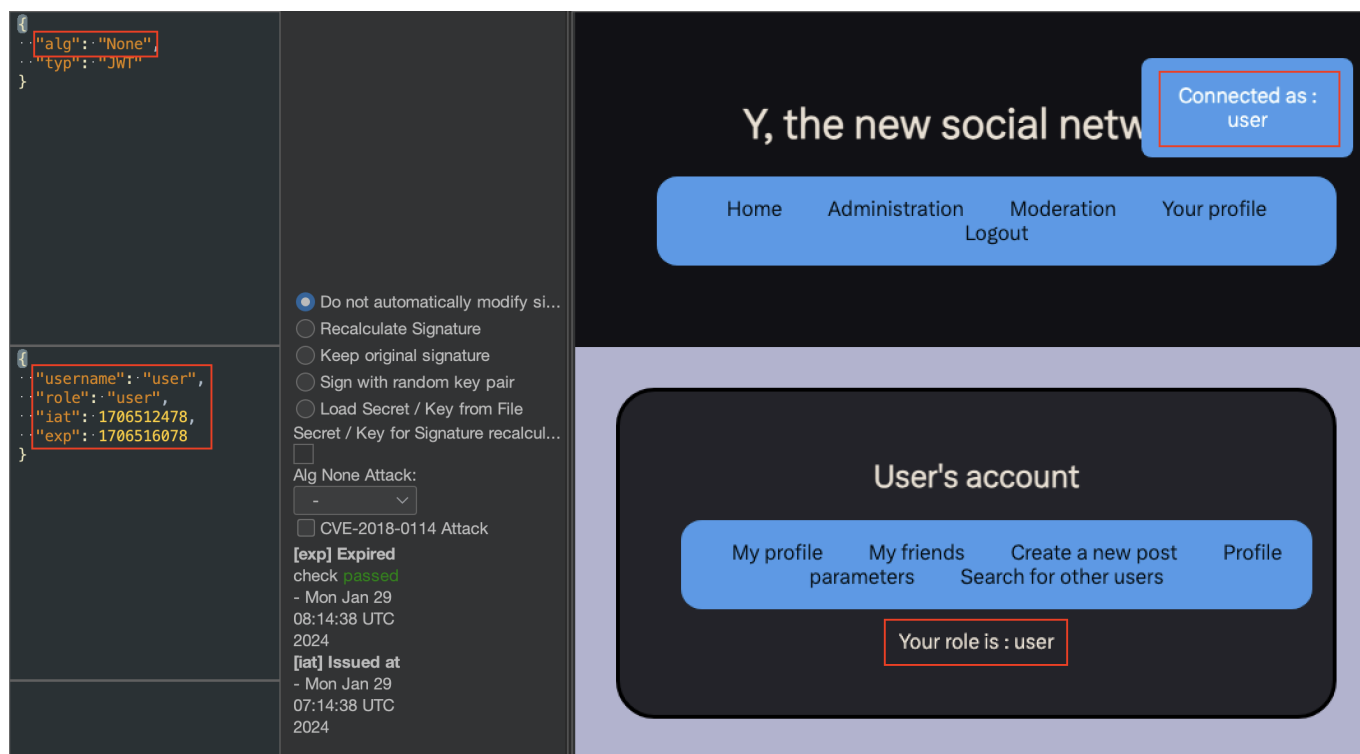 {
"alg": "None",
"typ": "JWT"
}
{
"username": "user",
"role": "user",
"iat": 1706512478,
"exp": 1706516078
}
Do not automatically modify si...
Recalculate Signature
Keep original signature
Sign with random key pair
Load Secret / Key from File
Secret / Key for Signature recalcul...
Alg None Attack:
-
CVE-2018-0114 Attack
[exp] Expired
check passed
- Mon Jan 29
08:14:38 UTC
2024
[iat] Issued at
- Mon Jan 29
07:14:38 UTC
2024
Connected as :
user
Y, the new social netw
Home Administration Moderation Your profile
Logout
User's account
My profile My friends Create a new post Profile
parameters Search for other users
Your role is : user